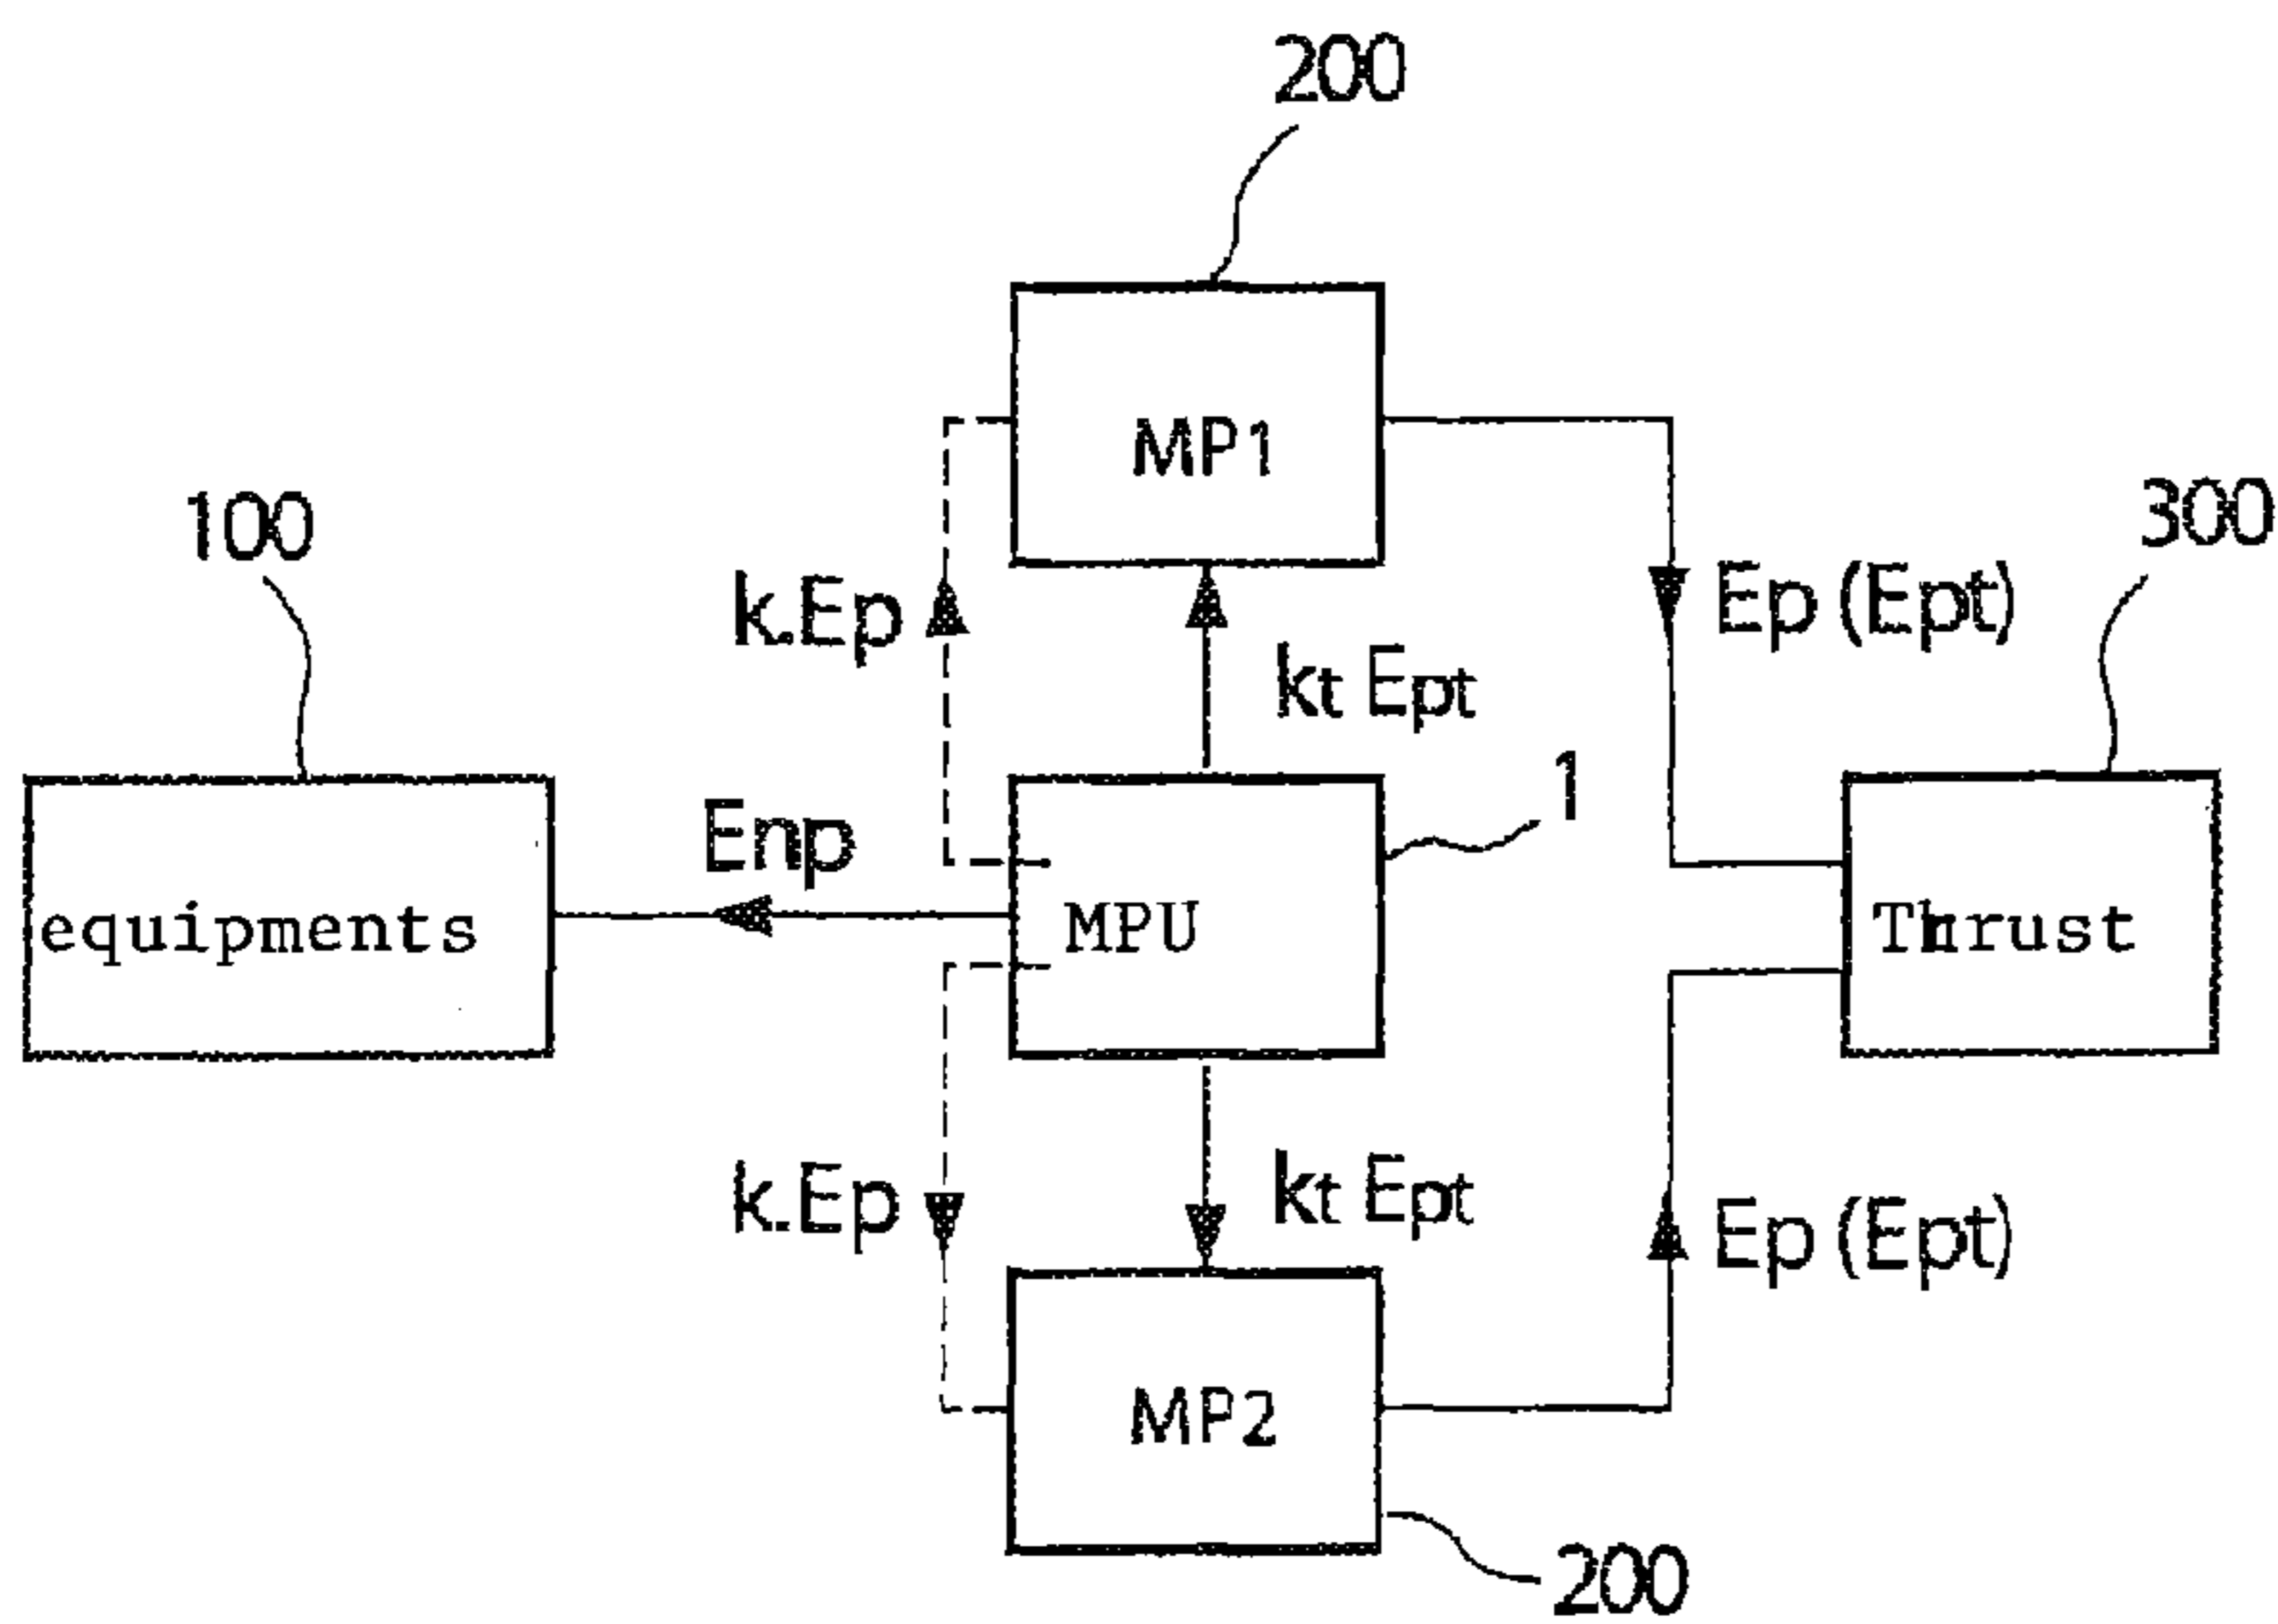 200
MP1
100
300
k.Ep
Ep (Ept)
kt Ept
1
Enp
equipments
MPU
Thrust
k.Ep
kt Ept
Ep (Ept)
MP2
200